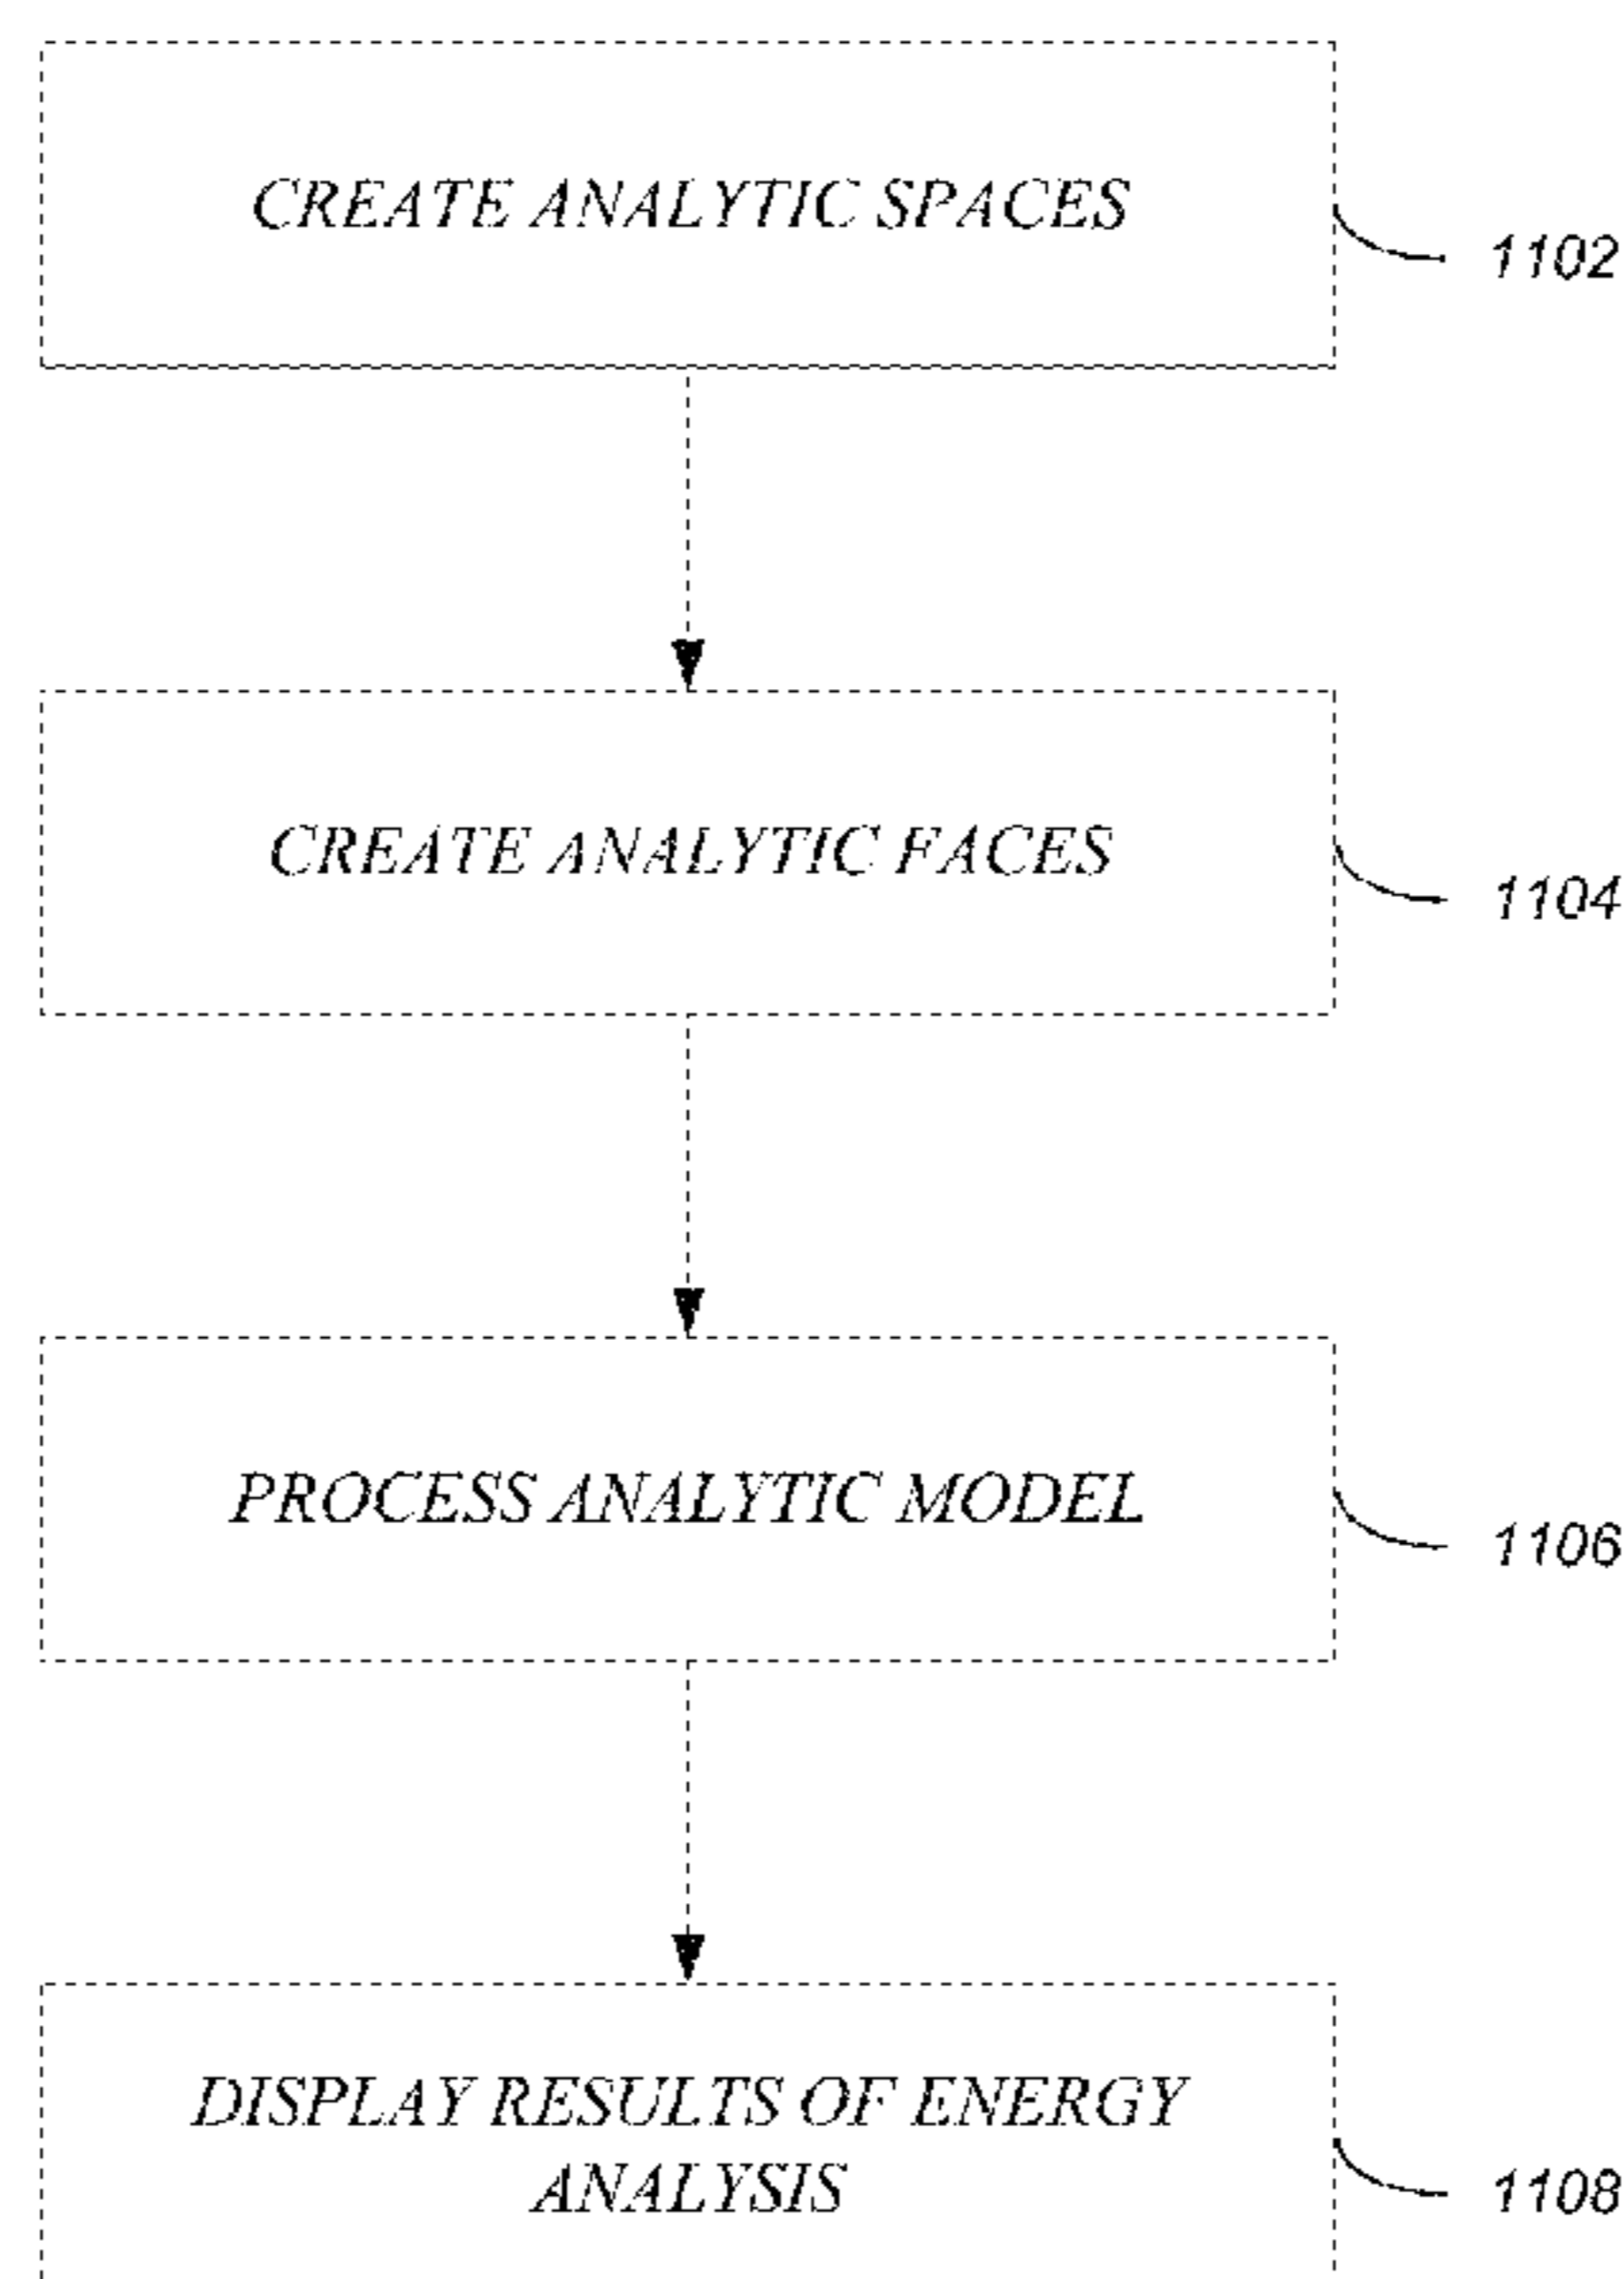 CREATE ANALYTIC SPACES
1102
CREATE ANALYTIC FACES
1104
PROCESS ANALYTIC MODEL
1106
DISPLAY RESULTS OF ENERGY
ANALYSIS
1108